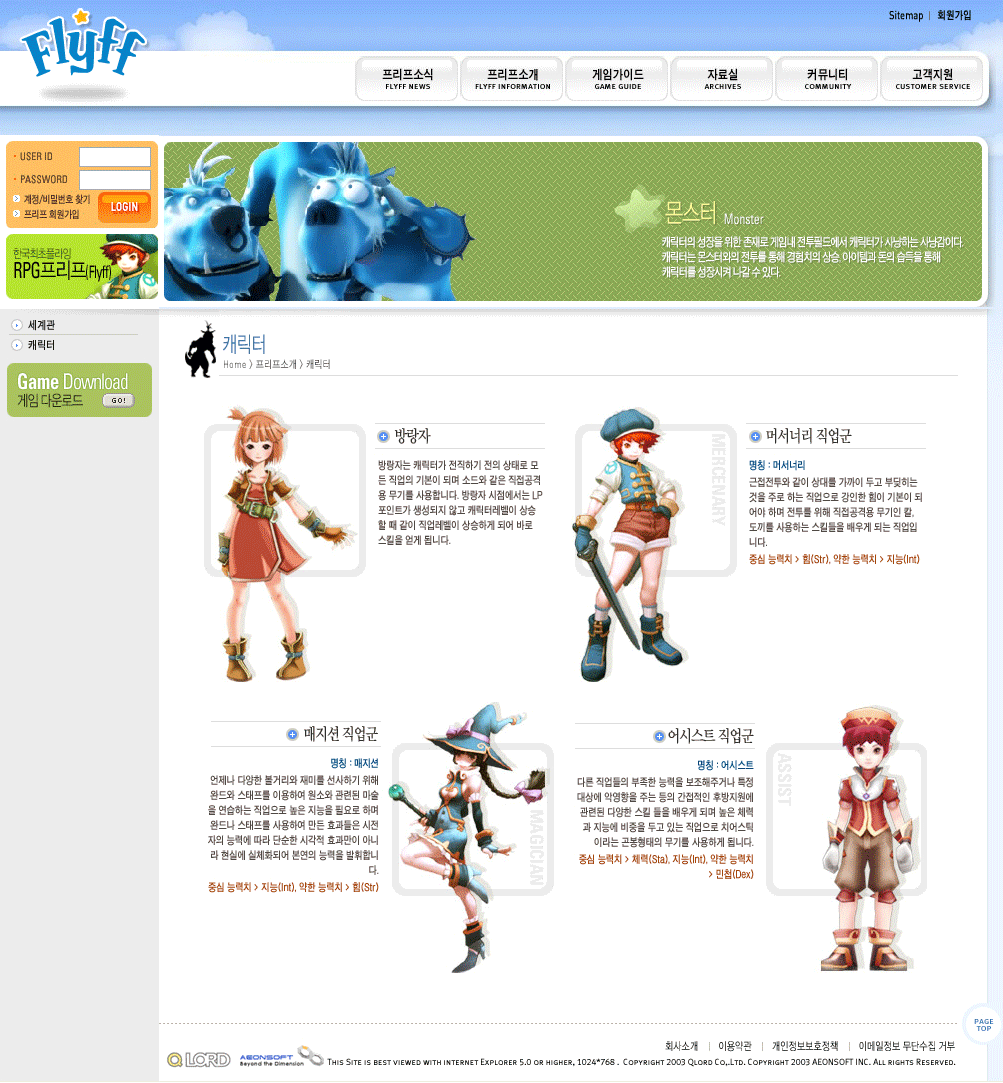 Flyff
Sitemap | 회원가입
프리프소식
FLYFF NEWS
프리프소개
FLYFF INFORMATION
게임가이드
GAME GUIDE
자료실
ARCHIVES
커뮤니티
COMMUNITY
고객지원
CUSTOMER SERVICE
· USER ID
· PASSWORD
계정/비밀번호 찾기
프리프 회원가입
LOGIN
한국최초플라잉
RPG프리프(Flyff)
세계관
캐릭터
Game Download
게임 다운로드
GO!
몬스터 Monster
캐릭터의 성장을 위한 존재로 게임내 전투필드에서 캐릭터가 사냥하는 사냥감이다.
캐릭터는 몬스터와의 전투를 통해 경험치의 상승, 아이템과 돈의 습득을 통해
캐릭터를 성장시켜 나갈 수 있다.
캐릭터
Home > 프리프소개 > 캐릭터
방랑자
방랑자는 캐릭터가 전직하기 전의 상태로 모
든 직업의 기본이 되며 소드와 같은 직접공격
용 무기를 사용합니다. 방랑자 시점에서는 LP
포인트가 생성되지 않고 캐릭터레벨이 상승
할 때 같이 직업레벨이 상승하게 되어 바로
스킬을 얻게 됩니다.
MERCENARY
머서너리 직업군
명칭 : 머서너리
근접전투와 같이 상대를 가까이 두고 부딪히는
것을 주로 하는 직업으로 강인한 힘이 기본이 되
어야 하며 전투를 위해 직접공격용 무기인 칼,
도끼를 사용하는 스킬들을 배우게 되는 직업입
니다.
중심 능력치 > 힘(Str), 약한 능력치 > 지능(Int)
매지션 직업군
명칭 : 매지션
언제나 다양한 볼거리와 재미를 선사하기 위해
완드와 스태프를 이용하여 원소와 관련된 마술
을 연습하는 직업으로 높은 지능을 필요로 하며
완드나 스태프를 사용하여 만든 효과들은 시전
자의 능력에 따라 단순한 시각적 효과만이 아니
라 현실에 실체화되어 본연의 능력을 발휘합니
다.
중심 능력치 > 지능(Int), 약한 능력치 > 힘(Str)
MAGICIAN
어시스트 직업군
명칭 : 어시스트
다른 직업들의 부족한 능력을 보조해주거나 특정
대상에 악영향을 주는 등의 간접적인 후방지원에
관련된 다양한 스킬 들을 배우게 되며 높은 체력
과 지능에 비중을 두고 있는 직업으로 치어스틱
이라는 곤봉형태의 무기를 사용하게 됩니다.
중심 능력치 > 체력(Sta), 지능(Int), 약한 능력치
> 민첩(Dex)
ASSIST
PAGE
TOP
회사소개 | 이용약관 | 개인정보보호정책 | 이메일정보 무단수집 거부
QLORD AEONSOFT
Beyond the Dimension
This Site is best viewed with internet Explorer 5.0 or higher, 1024*768 . Copyright 2003 QLord Co,.Ltd. Copyright 2003 AEONSOFT INC. All rights Reserved.